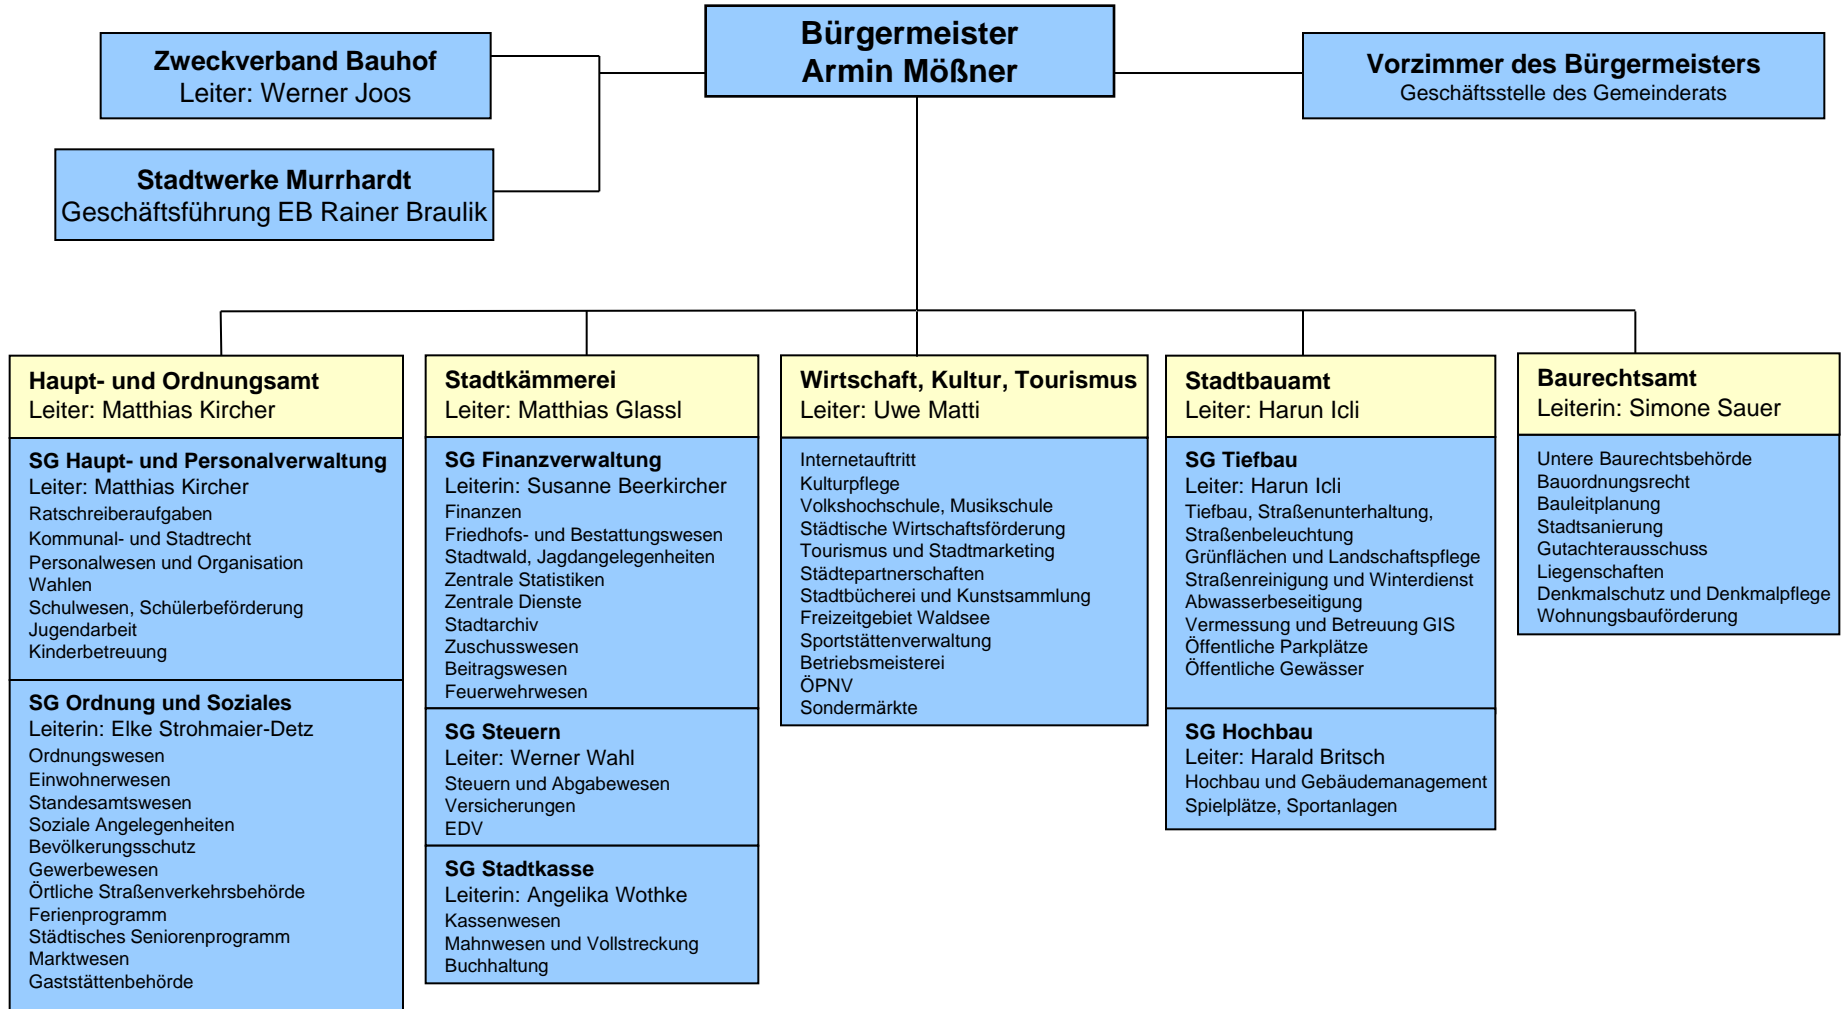 Bürgermeister
Armin Mößner
Zweckverband Bauhof
Leiter: Werner Joos
Vorzimmer des Bürgermeisters
Geschäftsstelle des Gemeinderats
Stadtwerke Murrhardt
Geschäftsführung EB Rainer Braulik
Haupt- und Ordnungsamt
Leiter: Matthias Kircher
SG Haupt- und Personalverwaltung
Leiter: Matthias Kircher
Ratschreiberaufgaben
Kommunal- und Stadtrecht
Personalwesen und Organisation
Wahlen
Schulwesen, Schülerbeförderung
Jugendarbeit
Kinderbetreuung
SG Ordnung und Soziales
Leiterin: Elke Strohmaier-Detz
Ordnungswesen
Einwohnerwesen
Standesamtswesen
Soziale Angelegenheiten
Bevölkerungsschutz
Gewerbewesen
Örtliche Straßenverkehrsbehörde
Ferienprogramm
Städtisches Seniorenprogramm
Marktwesen
Gaststättenbehörde
Stadtkämmerei
Leiter: Matthias Glassl
SG Finanzverwaltung
Leiterin: Susanne Beerkircher
Finanzen
Friedhofs- und Bestattungswesen
Stadtwald, Jagdangelegenheiten
Zentrale Statistiken
Zentrale Dienste
Stadtarchiv
Zuschusswesen
Beitragswesen
Feuerwehrwesen
SG Steuern
Leiter: Werner Wahl
Steuern und Abgabewesen
Versicherungen
EDV
SG Stadtkasse
Leiterin: Angelika Wothke
Kassenwesen
Mahnwesen und Vollstreckung
Buchhaltung
Wirtschaft, Kultur, Tourismus
Leiter: Uwe Matti
Internetauftritt
Kulturpflege
Volkshochschule, Musikschule
Städtische Wirtschaftsförderung
Tourismus und Stadtmarketing
Städtepartnerschaften
Stadtbücherei und Kunstsammlung
Freizeitgebiet Waldsee
Sportstättenverwaltung
Betriebsmeisterei
ÖPNV
Sondermärkte
Stadtbauamt
Leiter: Harun Icli
SG Tiefbau
Leiter: Harun Icli
Tiefbau, Straßenunterhaltung,
Straßenbeleuchtung
Grünflächen und Landschaftspflege
Straßenreinigung und Winterdienst
Abwasserbeseitigung
Vermessung und Betreuung GIS
Öffentliche Parkplätze
Öffentliche Gewässer
SG Hochbau
Leiter: Harald Britsch
Hochbau und Gebäudemanagement
Spielplätze, Sportanlagen
Baurechtsamt
Leiterin: Simone Sauer
Untere Baurechtsbehörde
Bauordnungsrecht
Bauleitplanung
Stadtsanierung
Gutachterausschuss
Liegenschaften
Denkmalschutz und Denkmalpflege
Wohnungsbauförderung